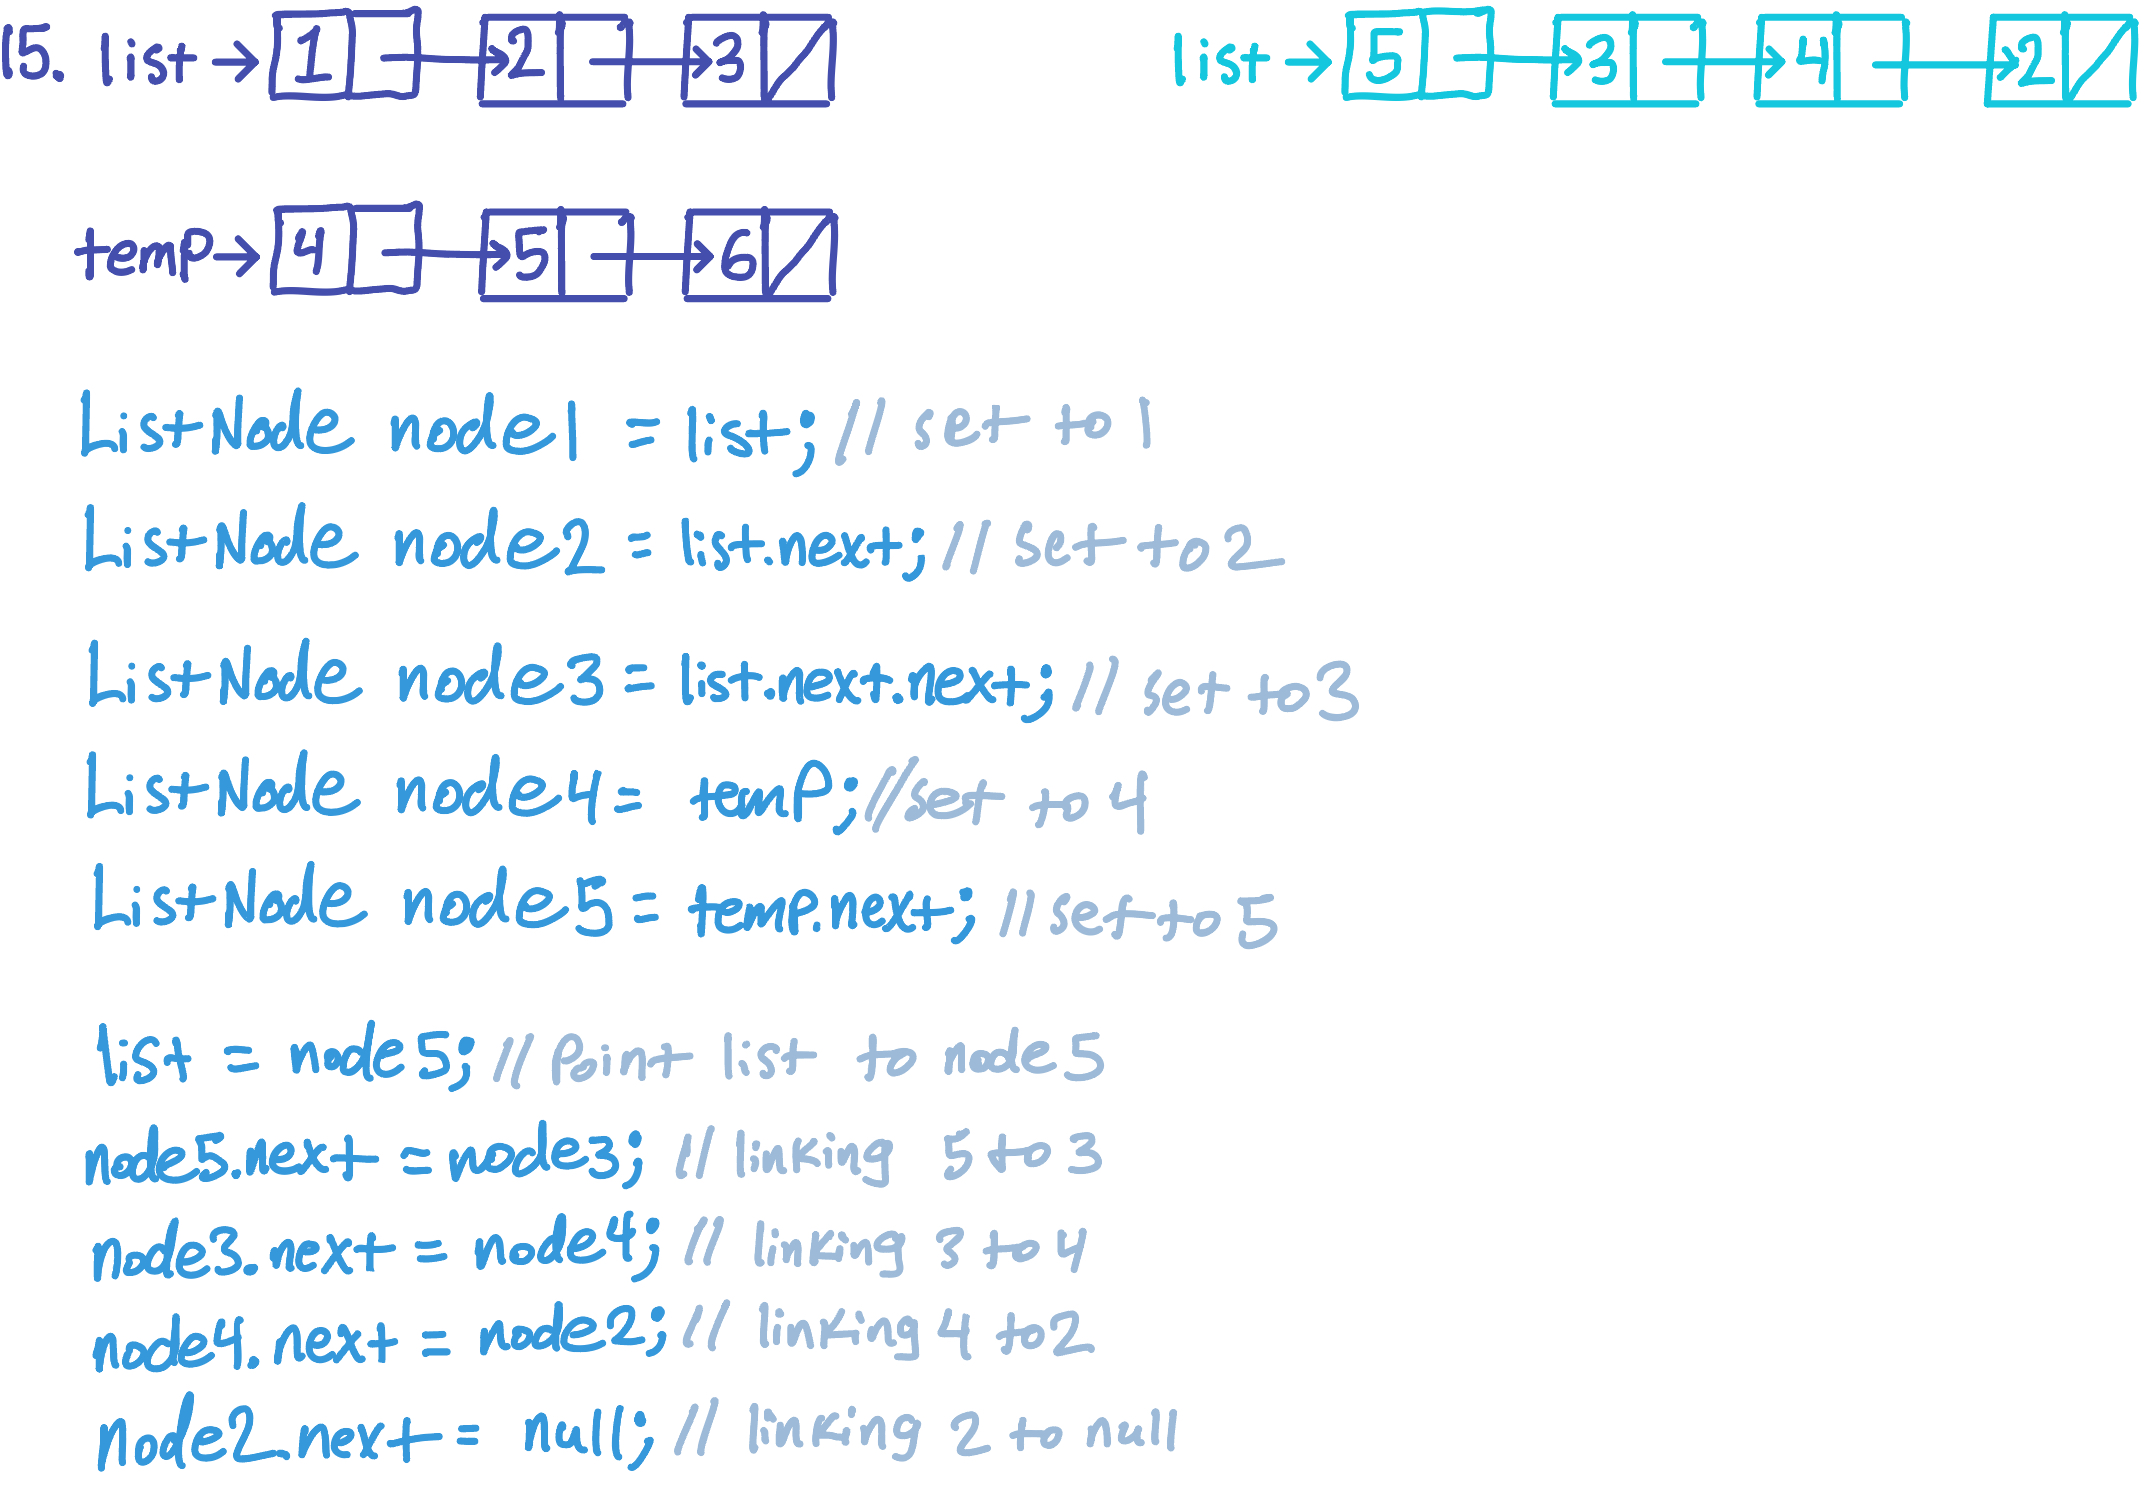 15. list → 1 → 2 → 3
list → 5 → 3 → 4 → 2
temp → 4 → 5 → 6
ListNode node1 = list; // set to 1
ListNode node2 = list.next; // set to 2
ListNode node3 = list.next.next; // set to 3
ListNode node4 = temp; // set to 4
ListNode node5 = temp.next; // set to 5
list = node5; // Point list to node5
node5.next = node3; // linking 5 to 3
node3.next = node4; // linking 3 to 4
node4.next = node2; // linking 4 to 2
node2.next = null; // linking 2 to null